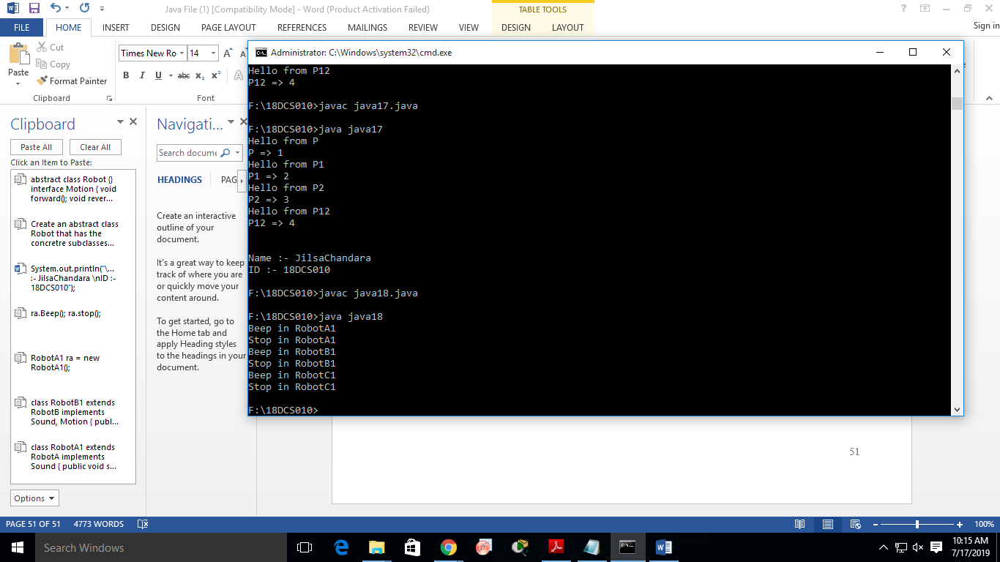 Java File (1) [Compatibility Mode] - Word (Product Activation Failed)
TABLE TOOLS
FILE
HOME
INSERT
DESIGN
PAGE LAYOUT
REFERENCES
MAILINGS
REVIEW
VIEW
DESIGN
LAYOUT
Sign in
Paste
Cut
Copy
Format Painter
Clipboard
Times New Ro
14
B I U abc x₂ x² A
Font
Clipboard
Paste All
Clear All
Click an Item to Paste:
abstract class Robot {}
interface Motion { void
forward(); void rever...
Create an abstract class
Robot that has the
concretre subclasses...
System.out.println("\...
:- JilsaChandara \nID :-
18DCS010");
ra.Beep(); ra.stop();
RobotA1 ra = new
RobotA1();
class RobotB1 extends
RobotB implements
Sound, Motion { publ...
class RobotA1 extends
RobotA implements
Sound { public void s...
Options
Navigati...
Search docume
HEADINGS
PAG
Create an interactive
outline of your
document.
It's a great way to keep
track of where you are
or quickly move your
content around.
To get started, go to
the Home tab and
apply Heading styles
to the headings in your
document.
Administrator: C:\Windows\system32\cmd.exe
Hello from P12
P12 => 4
F:\18DCS010>javac java17.java
F:\18DCS010>java java17
Hello from P
P => 1
Hello from P1
P1 => 2
Hello from P2
P2 => 3
Hello from P12
P12 => 4
Name :- JilsaChandara
ID :- 18DCS010
F:\18DCS010>javac java18.java
F:\18DCS010>java java18
Beep in RobotA1
Stop in RobotA1
Beep in RobotB1
Stop in RobotB1
Beep in RobotC1
Stop in RobotC1
F:\18DCS010>
51
PAGE 51 OF 51
4773 WORDS
100%
Search Windows
10:15 AM
7/17/2019